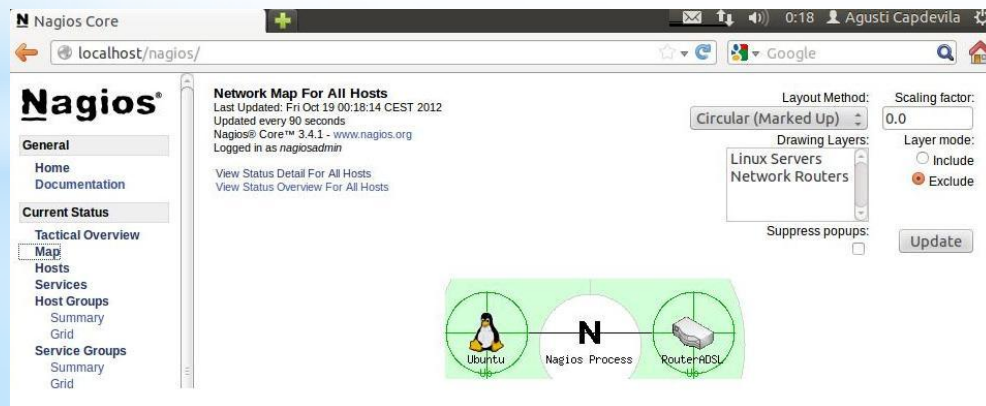 N Nagios Core
0:18 Agusti Capdevila
localhost/nagios/
Google
Nagios®
General
Home
Documentation
Current Status
Tactical Overview
Map
Hosts
Services
Host Groups
Summary
Grid
Service Groups
Summary
Grid
Network Map For All Hosts
Last Updated: Fri Oct 19 00:18:14 CEST 2012
Updated every 90 seconds
Nagios® Core™ 3.4.1 - www.nagios.org
Logged in as nagiosadmin
View Status Detail For All Hosts
View Status Overview For All Hosts
Layout Method:
Circular (Marked Up)
Scaling factor:
0.0
Drawing Layers:
Linux Servers
Network Routers
Layer mode:
Include
Exclude
Suppress popups:
Update
Ubuntu
Up
N
Nagios Process
RouterADSL
Up